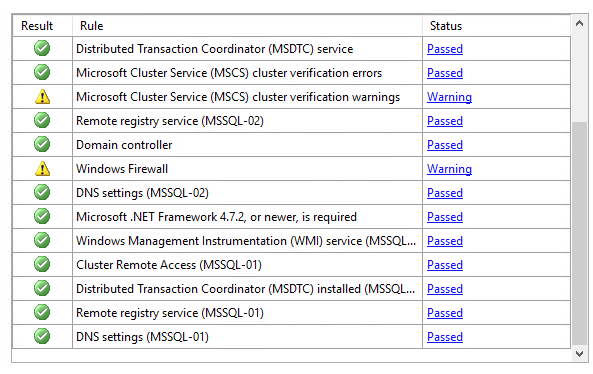 Result Rule Status
Distributed Transaction Coordinator (MSDTC) service Passed
Microsoft Cluster Service (MSCS) cluster verification errors Passed
Microsoft Cluster Service (MSCS) cluster verification warnings Warning
Remote registry service (MSSQL-02) Passed
Domain controller Passed
Windows Firewall Warning
DNS settings (MSSQL-02) Passed
Microsoft .NET Framework 4.7.2, or newer, is required Passed
Windows Management Instrumentation (WMI) service (MSSQL... Passed
Cluster Remote Access (MSSQL-01) Passed
Distributed Transaction Coordinator (MSDTC) installed (MSSQL... Passed
Remote registry service (MSSQL-01) Passed
DNS settings (MSSQL-01) Passed